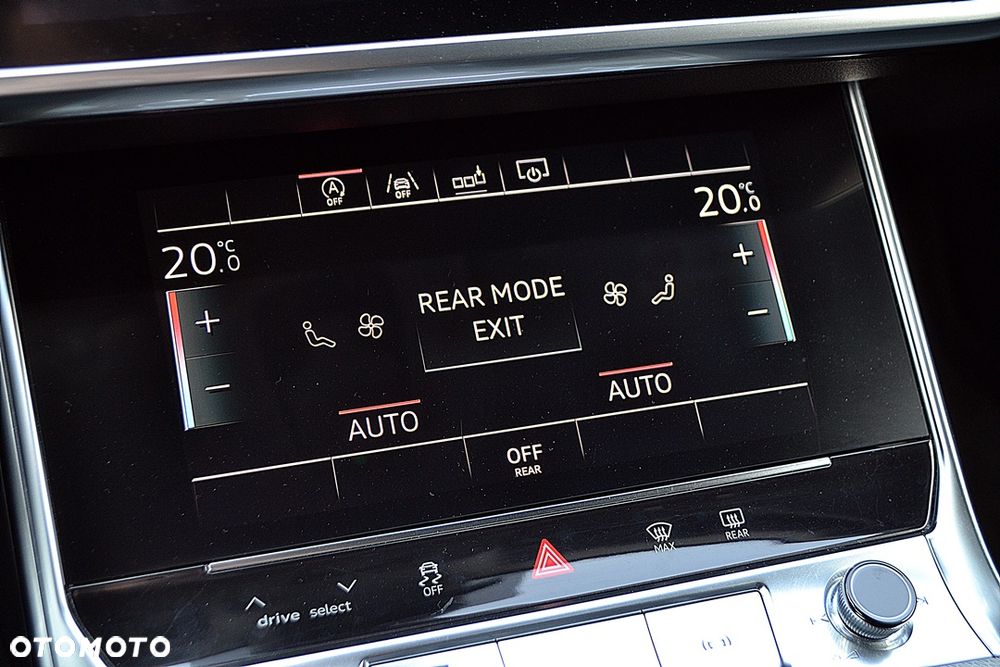 A
OFF
OFF
20.0 °C
20.0 °C
REAR MODE
EXIT
AUTO
AUTO
OFF
REAR
drive select
OFF
MAX
REAR
OTOMOTO